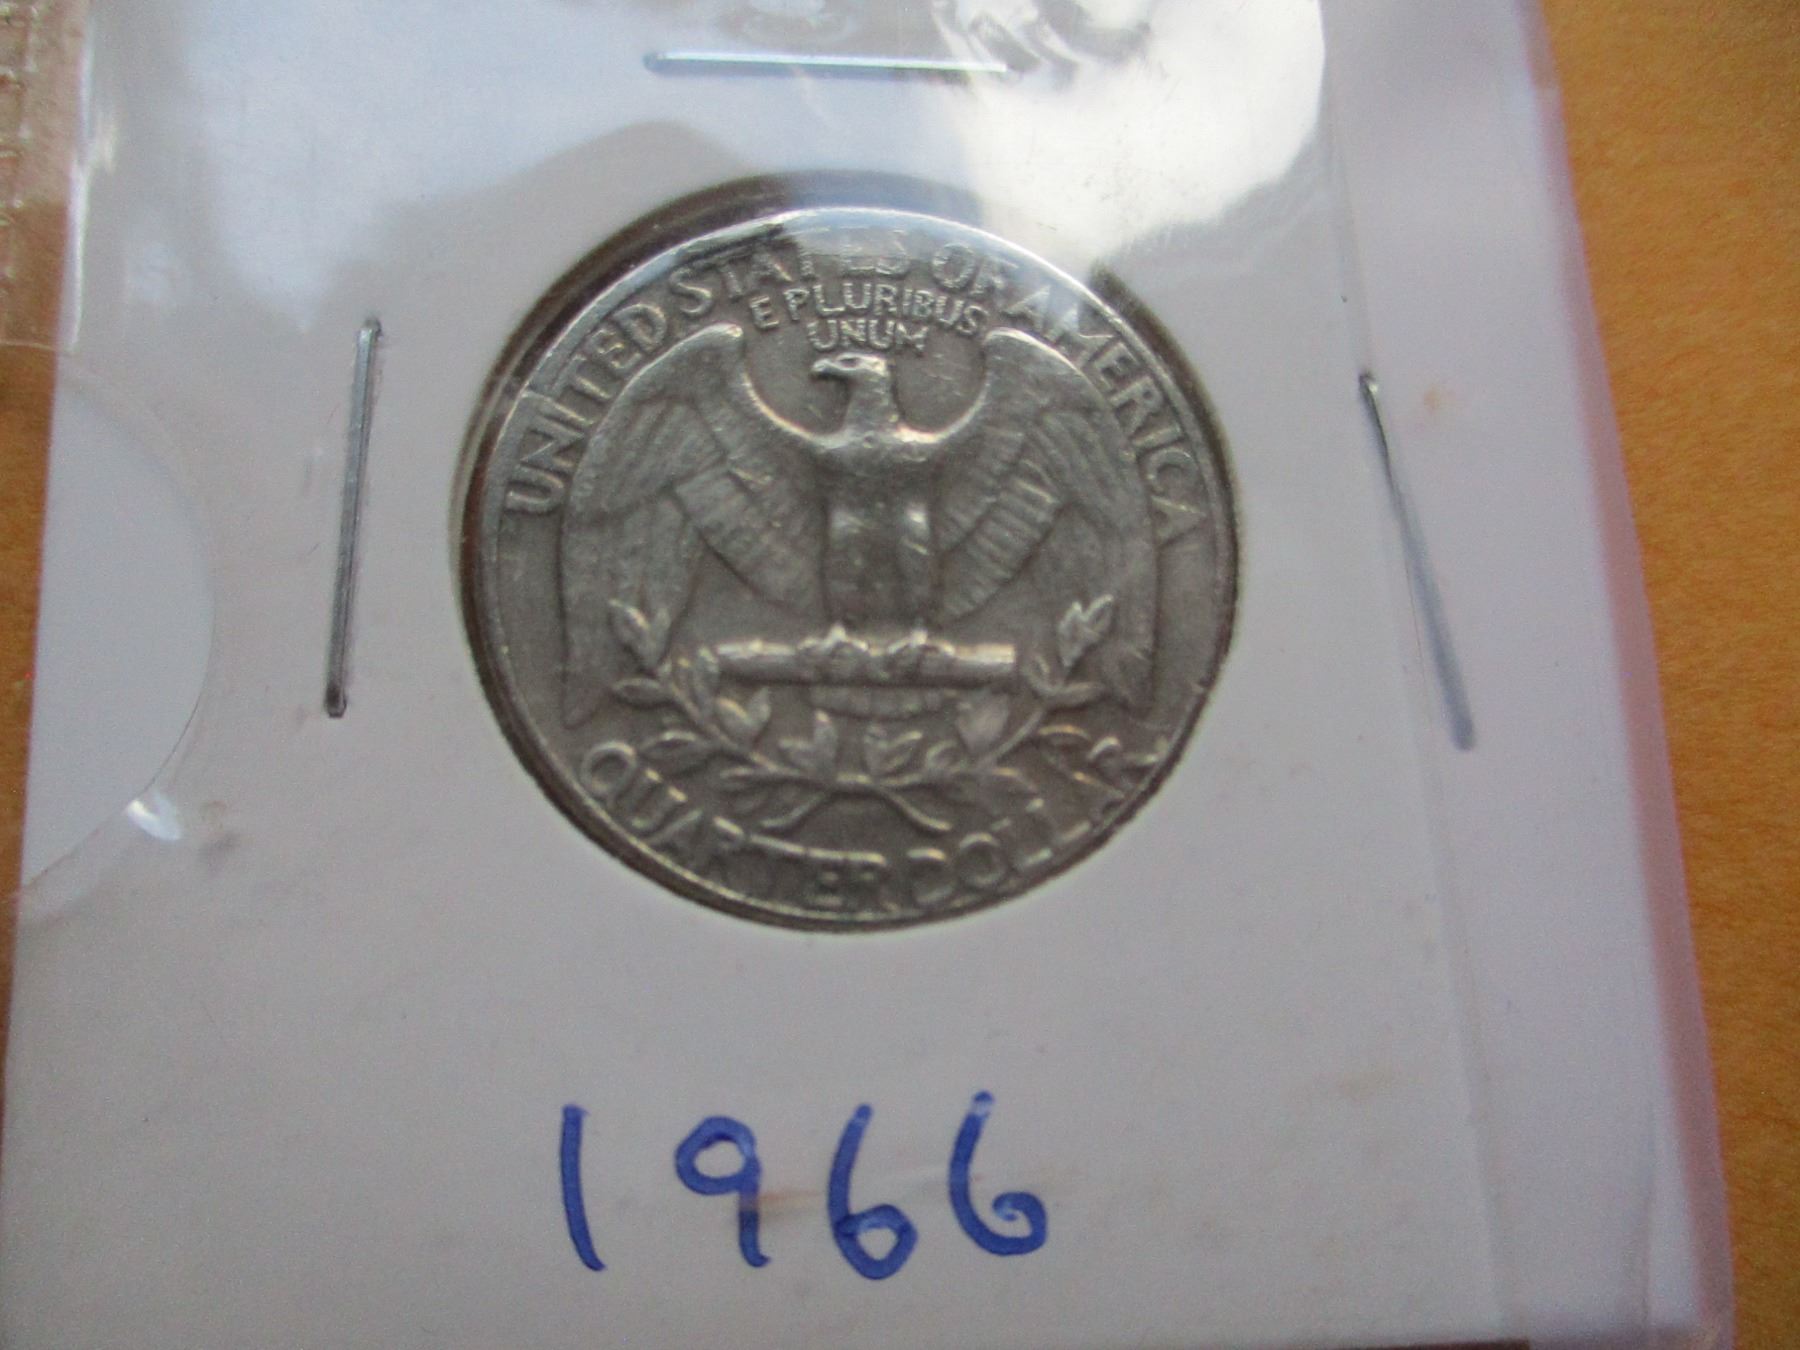 UNITED STATES OF AMERICA
E PLURIBUS
UNUM
QUARTER DOLLAR
1966